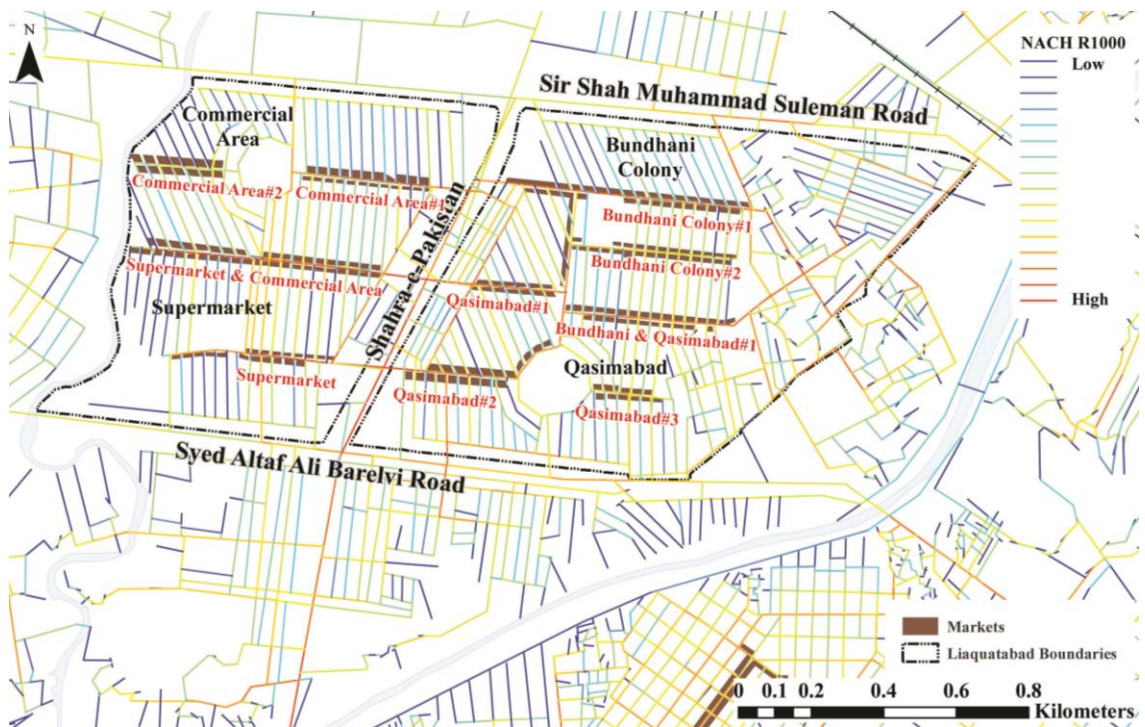 N
NACH R1000
Low
High
Sir Shah Muhammad Suleman Road
Commercial
Area
Bundhani
Colony
Commercial Area#2
Commercial Area#1
Shahra-e-Pakistan
Bundhani Colony#1
Bundhani Colony#2
Supermarket & Commercial Area
Qasimabad#1
Supermarket
Bundhani & Qasimabad#1
Supermarket
Qasimabad
Qasimabad#2
Qasimabad#3
Syed Altaf Ali Barelvi Road
Markets
Liaquatabad Boundaries
0 0.1 0.2 0.4 0.6 0.8
Kilometers